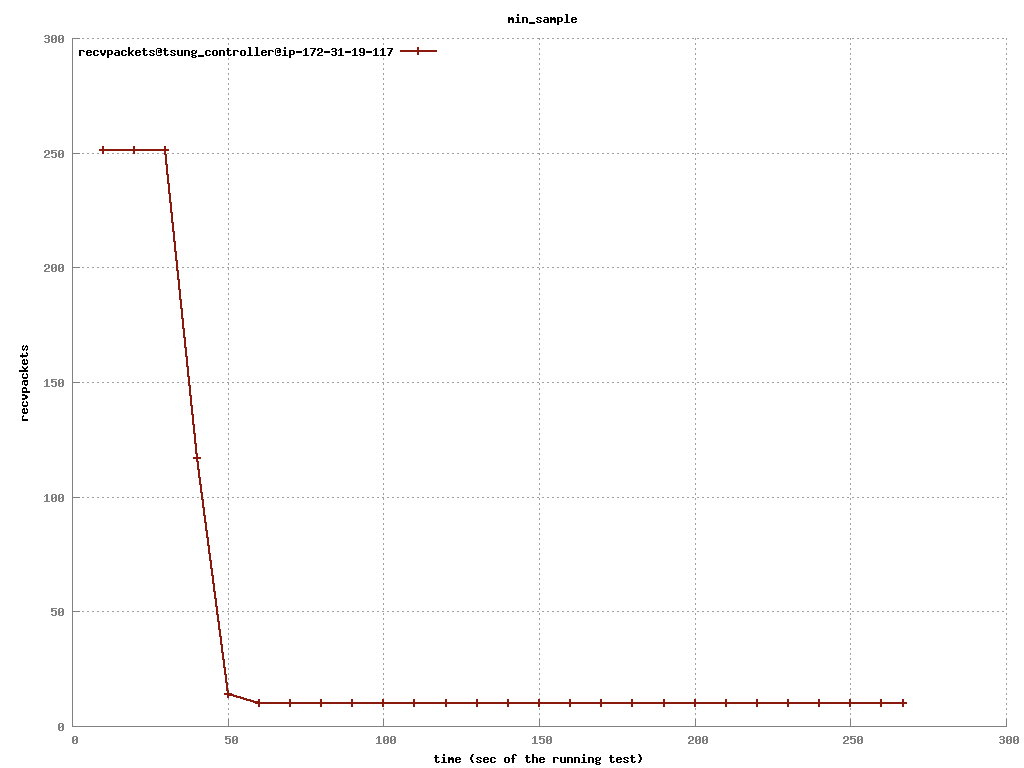 min_sample
300
recvpackets@tsung_controller@ip-172-31-19-117
250
200
150
recvpackets
100
50
0
0 50 100 150 200 250 300
time (sec of the running test)